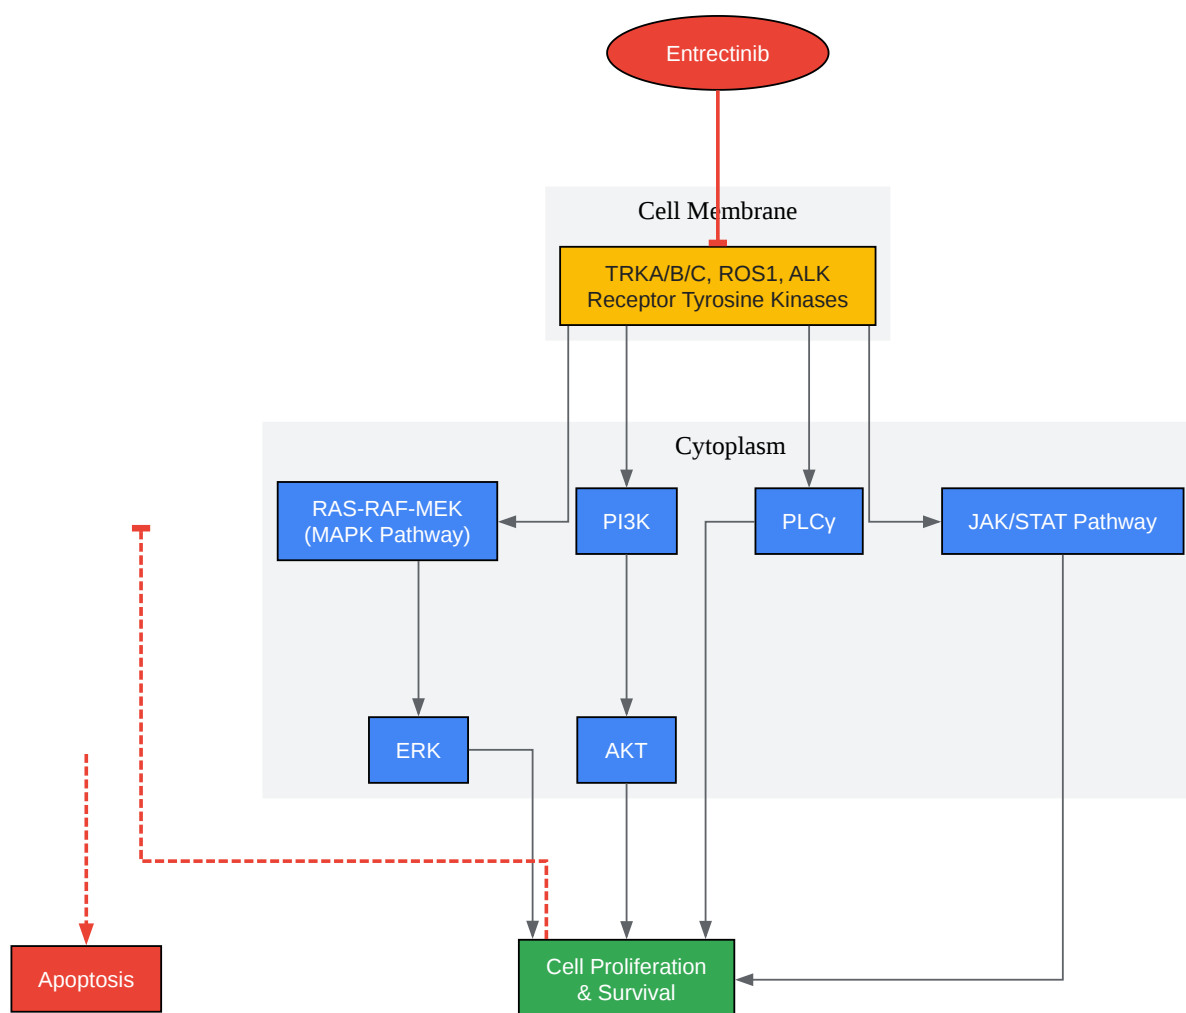 Entrectinib
Cell Membrane
TRKA/B/C, ROS1, ALK
Receptor Tyrosine Kinases
Cytoplasm
RAS-RAF-MEK
(MAPK Pathway)
PI3K
PLCγ
JAK/STAT Pathway
ERK
AKT
Apoptosis
Cell Proliferation
& Survival